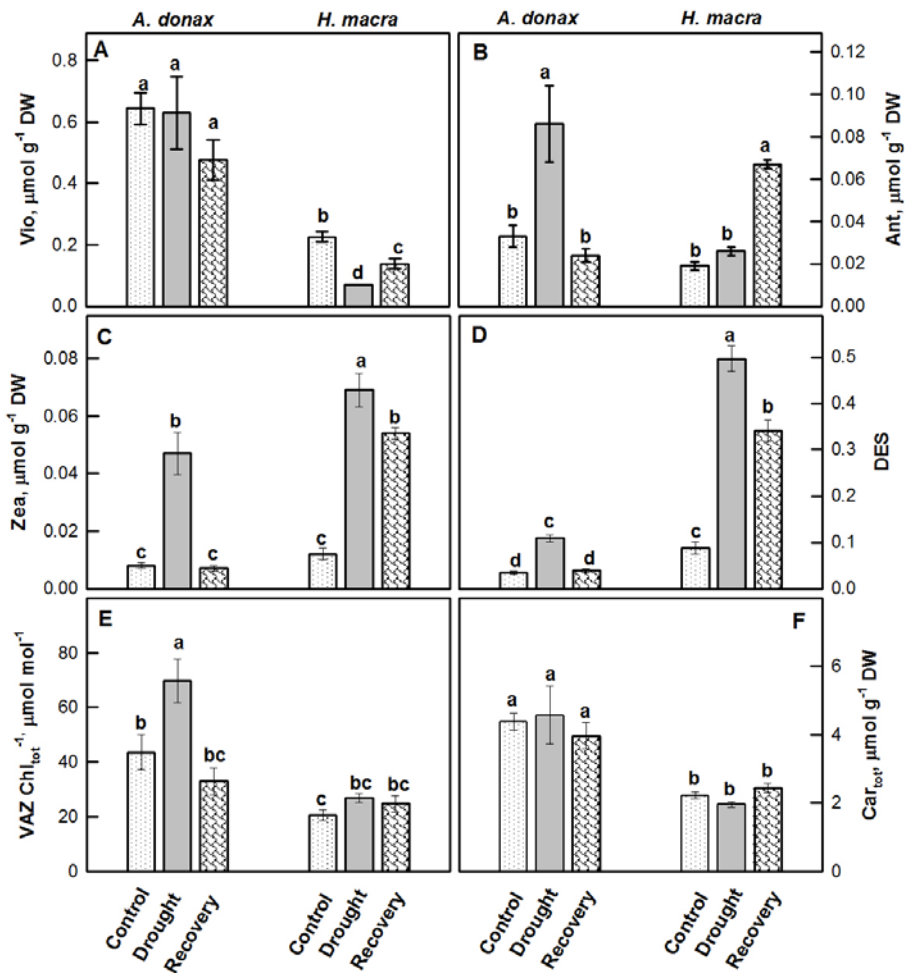 A. donax H. macra A. donax H. macra
A
B
0.8
0.6
0.4
0.2
0.0
Vio, µmol g⁻¹ DW
a a a b d c
b a b b b a
0.12
0.10
0.08
0.06
0.04
0.02
0.00
Ant, µmol g⁻¹ DW
C
D
0.08
0.06
0.04
0.02
0.00
Zea, µmol g⁻¹ DW
c b c c a b
d c d c a b
0.5
0.4
0.3
0.2
0.1
0.0
DES
E
F
80
60
40
20
0
VAZ Chl_tot⁻¹, µmol mol⁻¹
b a bc c bc bc
a a a b b b
6
4
2
0
Car_tot, µmol g⁻¹ DW
Control Drought Recovery Control Drought Recovery Control Drought Recovery Control Drought Recovery